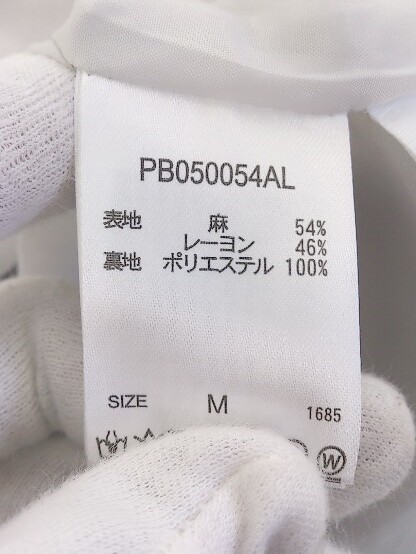 PB050054AL
表地 麻 54%
レーヨン 46%
裏地 ポリエステル 100%
SIZE M 1685
W